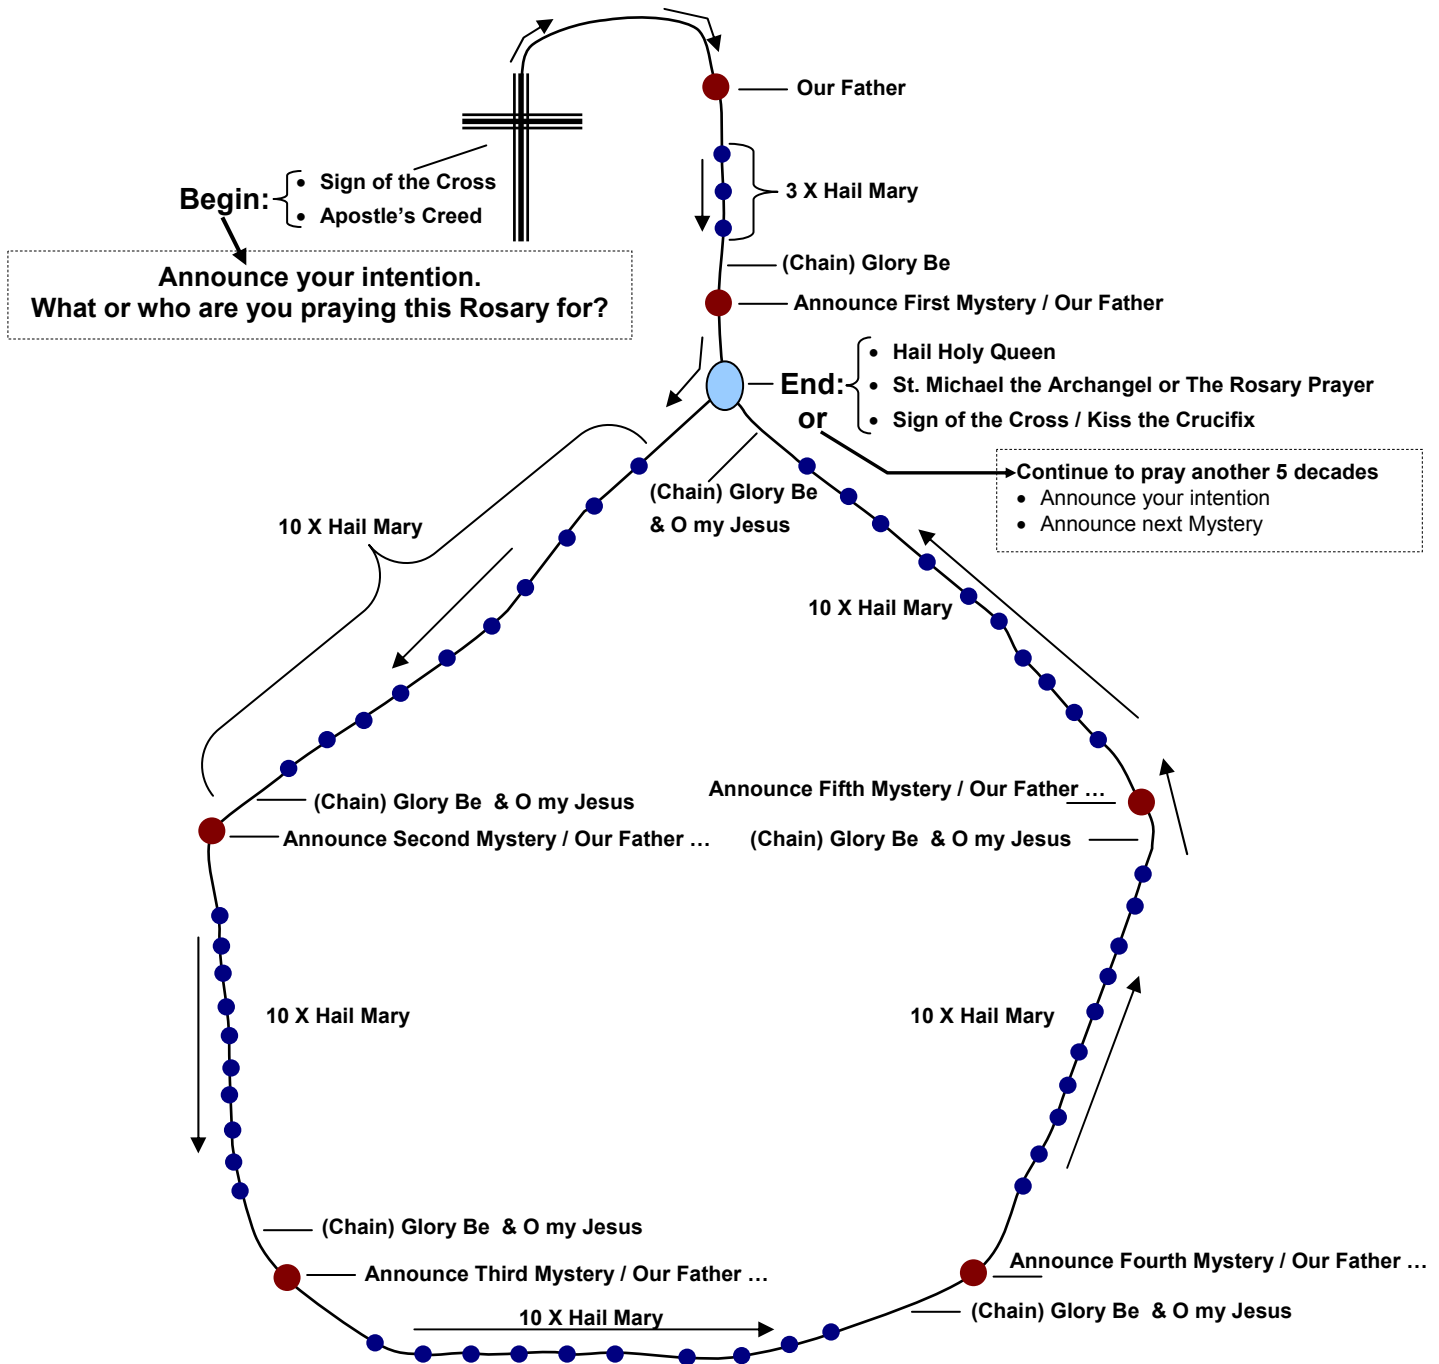 Our Father
Begin:
• Sign of the Cross
• Apostle's Creed
3 X Hail Mary
Announce your intention.
What or who are you praying this Rosary for?
(Chain) Glory Be
Announce First Mystery / Our Father
End:
• Hail Holy Queen
• St. Michael the Archangel or The Rosary Prayer
• Sign of the Cross / Kiss the Crucifix
or
Continue to pray another 5 decades
• Announce your intention
• Announce next Mystery
(Chain) Glory Be
& O my Jesus
10 X Hail Mary
10 X Hail Mary
(Chain) Glory Be & O my Jesus
Announce Second Mystery / Our Father …
Announce Fifth Mystery / Our Father …
(Chain) Glory Be & O my Jesus
10 X Hail Mary
10 X Hail Mary
(Chain) Glory Be & O my Jesus
Announce Third Mystery / Our Father …
Announce Fourth Mystery / Our Father …
(Chain) Glory Be & O my Jesus
10 X Hail Mary